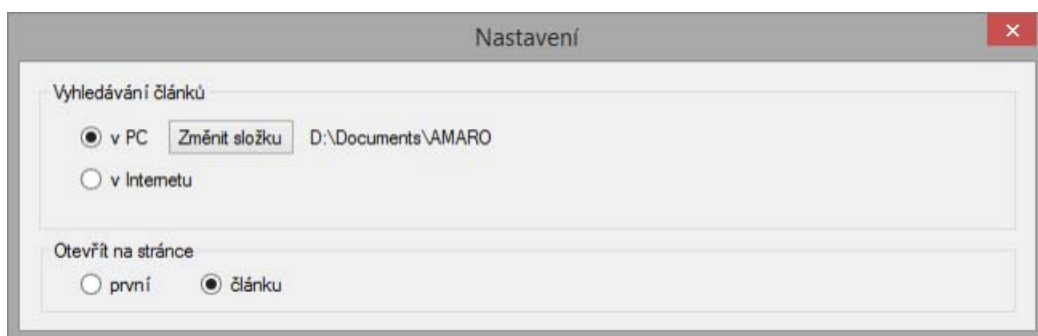 Nastavení
Vyhledávání článků
v PC Změnit složku D:\Documents\AMARO
v Internetu
Otevřít na stránce
první článku